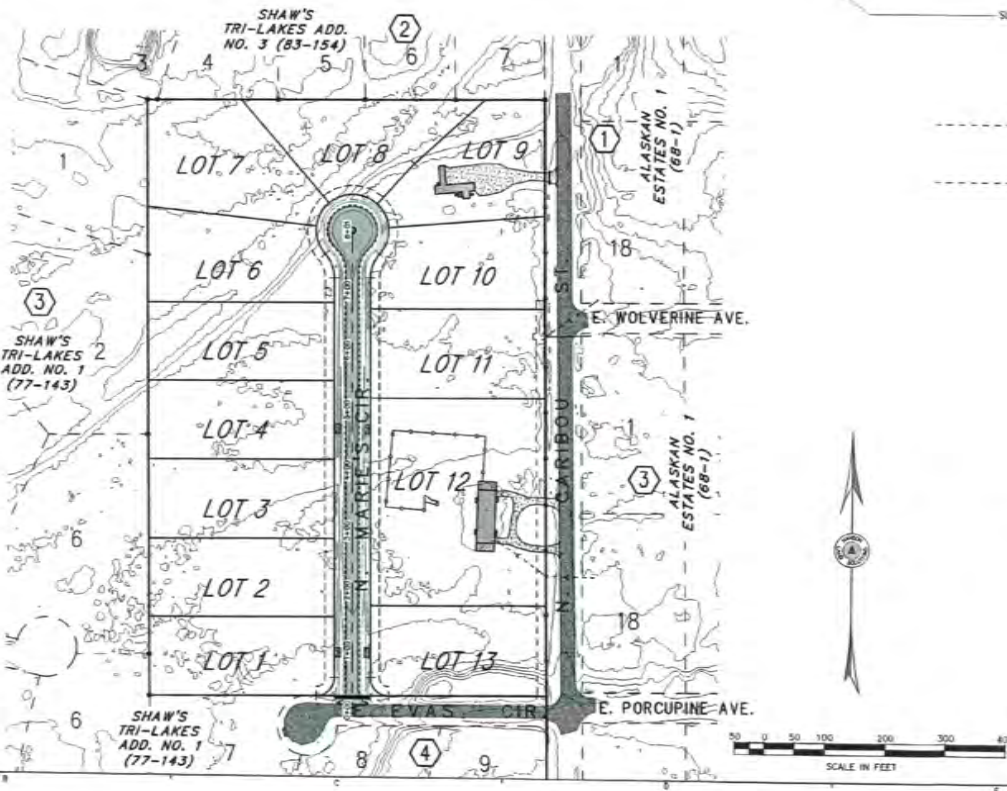 SHAW'S
TRI-LAKES ADD.
NO. 3 (83-154)
2
3
4
5
6
7
1
1
ALASKAN
ESTATES NO. 1
(68-1)
1
LOT 7
LOT 8
LOT 9
18
LOT 6
LOT 10
3
SHAW'S
TRI-LAKES
ADD. NO. 1
(77-143)
2
E. WOLVERINE AVE.
LOT 5
LOT 11
LOT 4
LOT 12
N. MARIE'S CIR.
N. CARIBOU ST.
1
3
ALASKAN
ESTATES NO. 1
(68-1)
6
LOT 3
LOT 2
18
LOT 1
LOT 13
6
SHAW'S
TRI-LAKES
ADD. NO. 1
(77-143)
7
E. EVAS CIR.
E. PORCUPINE AVE.
8
4
9
50 0 50 100 200 300
SCALE IN FEET